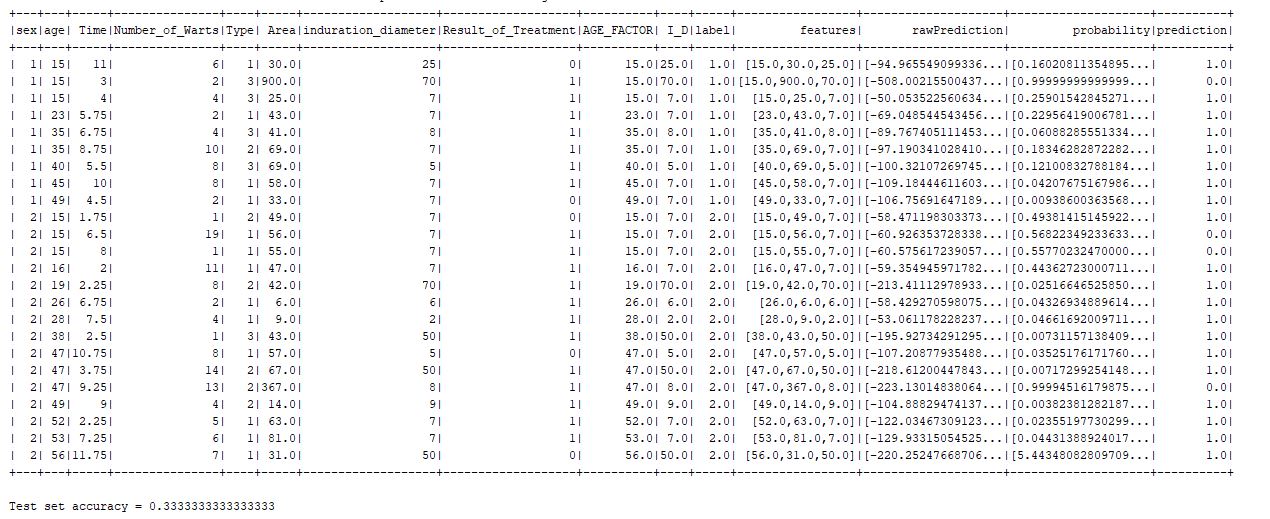 +---+---+-----+---------------+----+-----+-------------------+-------------------+----------+----+-----+----------------+--------------------+--------------------+----------+
|sex|age| Time|Number_of_Warts|Type| Area|induration_diameter|Result_of_Treatment|AGE_FACTOR| I_D|label|        features|       rawPrediction|         probability|prediction|
+---+---+-----+---------------+----+-----+-------------------+-------------------+----------+----+-----+----------------+--------------------+--------------------+----------+
|  1| 15|   11|              6|   1| 30.0|                 25|                  0|      15.0|25.0|  1.0|[15.0,30.0,25.0]|[-94.965549099336...|[0.16020811354895...|       1.0|
|  1| 15|    3|              2|   3|900.0|                 70|                  1|      15.0|70.0|  1.0|[15.0,900.0,70.0]|[-508.00215500437...|[0.99999999999999...|       0.0|
|  1| 15|    4|              4|   3| 25.0|                  7|                  1|      15.0| 7.0|  1.0| [15.0,25.0,7.0]|[-50.053522560634...|[0.25901542845271...|       1.0|
|  1| 23| 5.75|              2|   1| 43.0|                  7|                  1|      23.0| 7.0|  1.0| [23.0,43.0,7.0]|[-69.048544543456...|[0.22956419006781...|       1.0|
|  1| 35| 6.75|              4|   3| 41.0|                  8|                  1|      35.0| 8.0|  1.0| [35.0,41.0,8.0]|[-89.767405111453...|[0.06088285551334...|       1.0|
|  1| 35| 8.75|             10|   2| 69.0|                  7|                  1|      35.0| 7.0|  1.0| [35.0,69.0,7.0]|[-97.190341028410...|[0.18346282872282...|       1.0|
|  1| 40|  5.5|              8|   3| 69.0|                  5|                  1|      40.0| 5.0|  1.0| [40.0,69.0,5.0]|[-100.32107269745...|[0.12100832788184...|       1.0|
|  1| 45|   10|              8|   1| 58.0|                  7|                  1|      45.0| 7.0|  1.0| [45.0,58.0,7.0]|[-109.18444611603...|[0.04207675167986...|       1.0|
|  1| 49|  4.5|              2|   1| 33.0|                  7|                  0|      49.0| 7.0|  1.0| [49.0,33.0,7.0]|[-106.75691647189...|[0.00938600363568...|       1.0|
|  2| 15| 1.75|              1|   2| 49.0|                  7|                  0|      15.0| 7.0|  2.0| [15.0,49.0,7.0]|[-58.471198303373...|[0.49381415145922...|       1.0|
|  2| 15|  6.5|             19|   1| 56.0|                  7|                  1|      15.0| 7.0|  2.0| [15.0,56.0,7.0]|[-60.926353728338...|[0.56822349233633...|       0.0|
|  2| 15|    8|              1|   1| 55.0|                  7|                  1|      15.0| 7.0|  2.0| [15.0,55.0,7.0]|[-60.575617239057...|[0.55770232470000...|       0.0|
|  2| 16|    2|             11|   1| 47.0|                  7|                  1|      16.0| 7.0|  2.0| [16.0,47.0,7.0]|[-59.354945971782...|[0.44362723000711...|       1.0|
|  2| 19| 2.25|              8|   2| 42.0|                 70|                  1|      19.0|70.0|  2.0|[19.0,42.0,70.0]|[-213.41112978933...|[0.02516646525850...|       1.0|
|  2| 26| 6.75|              2|   1|  6.0|                  6|                  1|      26.0| 6.0|  2.0|  [26.0,6.0,6.0]|[-58.429270598075...|[0.04326934889614...|       1.0|
|  2| 28|  7.5|              4|   1|  9.0|                  2|                  1|      28.0| 2.0|  2.0|  [28.0,9.0,2.0]|[-53.061178228237...|[0.04661692009711...|       1.0|
|  2| 38|  2.5|              1|   3| 43.0|                 50|                  1|      38.0|50.0|  2.0|[38.0,43.0,50.0]|[-195.92734291295...|[0.00731157138409...|       1.0|
|  2| 47|10.75|              8|   1| 57.0|                  5|                  0|      47.0| 5.0|  2.0| [47.0,57.0,5.0]|[-107.20877935488...|[0.03525176171760...|       1.0|
|  2| 47| 3.75|             14|   2| 67.0|                 50|                  1|      47.0|50.0|  2.0|[47.0,67.0,50.0]|[-218.61200447843...|[0.00717299254148...|       1.0|
|  2| 47| 9.25|             13|   2|367.0|                  8|                  1|      47.0| 8.0|  2.0|[47.0,367.0,8.0]|[-223.13014838064...|[0.99994516179875...|       0.0|
|  2| 49|    9|              4|   2| 14.0|                  9|                  1|      49.0| 9.0|  2.0| [49.0,14.0,9.0]|[-104.88829474137...|[0.00382381282187...|       1.0|
|  2| 52| 2.25|              5|   1| 63.0|                  7|                  1|      52.0| 7.0|  2.0| [52.0,63.0,7.0]|[-122.03467309123...|[0.02355197730299...|       1.0|
|  2| 53| 7.25|              6|   1| 81.0|                  7|                  1|      53.0| 7.0|  2.0| [53.0,81.0,7.0]|[-129.93315054525...|[0.04431388924017...|       1.0|
|  2| 56|11.75|              7|   1| 31.0|                 50|                  0|      56.0|50.0|  2.0|[56.0,31.0,50.0]|[-220.25247668706...|[5.44348082809709...|       1.0|
+---+---+-----+---------------+----+-----+-------------------+-------------------+----------+----+-----+----------------+--------------------+--------------------+----------+
Test set accuracy = 0.3333333333333333